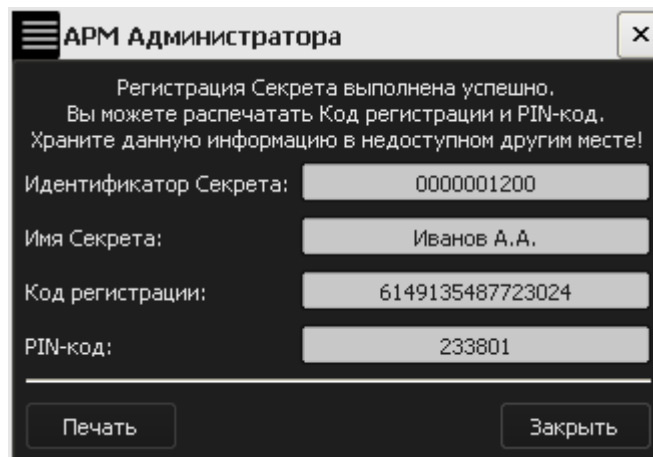 АРМ Администратора
Регистрация Секрета выполнена успешно.
Вы можете распечатать Код регистрации и PIN-код.
Храните данную информацию в недоступном другим месте!
Идентификатор Секрета: 0000001200
Имя Секрета: Иванов А.А.
Код регистрации: 6149135487723024
PIN-код: 233801
Печать Закрыть